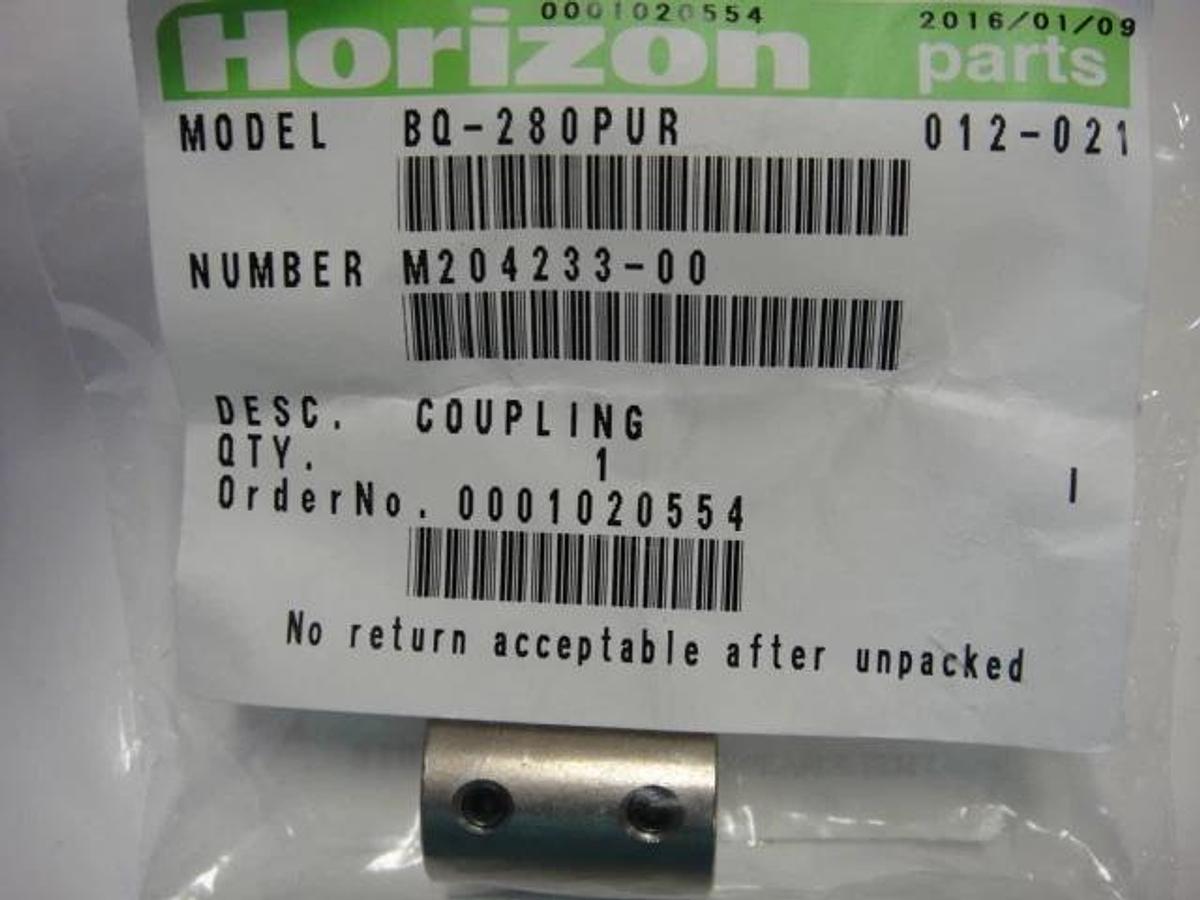 0001020554 2016/01/09
Horizon parts
MODEL BQ-280PUR 012-021
NUMBER M204233-00
DESC. COUPLING
QTY. 1 I
OrderNo. 0001020554
No return acceptable after unpacked